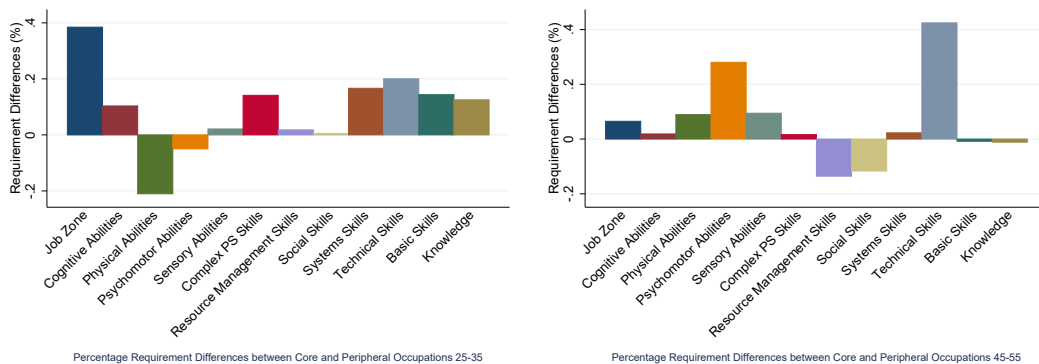 Requirement Differences (%)
.4
.2
0
-.2
Job Zone
Cognitive Abilities
Physical Abilities
Psychomotor Abilities
Sensory Abilities
Complex PS Skills
Resource Management Skills
Social Skills
Systems Skills
Technical Skills
Basic Skills
Knowledge
Percentage Requirement Differences between Core and Peripheral Occupations 25-35
Requirement Differences (%)
.4
.2
0
-.2
Job Zone
Cognitive Abilities
Physical Abilities
Psychomotor Abilities
Sensory Abilities
Complex PS Skills
Resource Management Skills
Social Skills
Systems Skills
Technical Skills
Basic Skills
Knowledge
Percentage Requirement Differences between Core and Peripheral Occupations 45-55